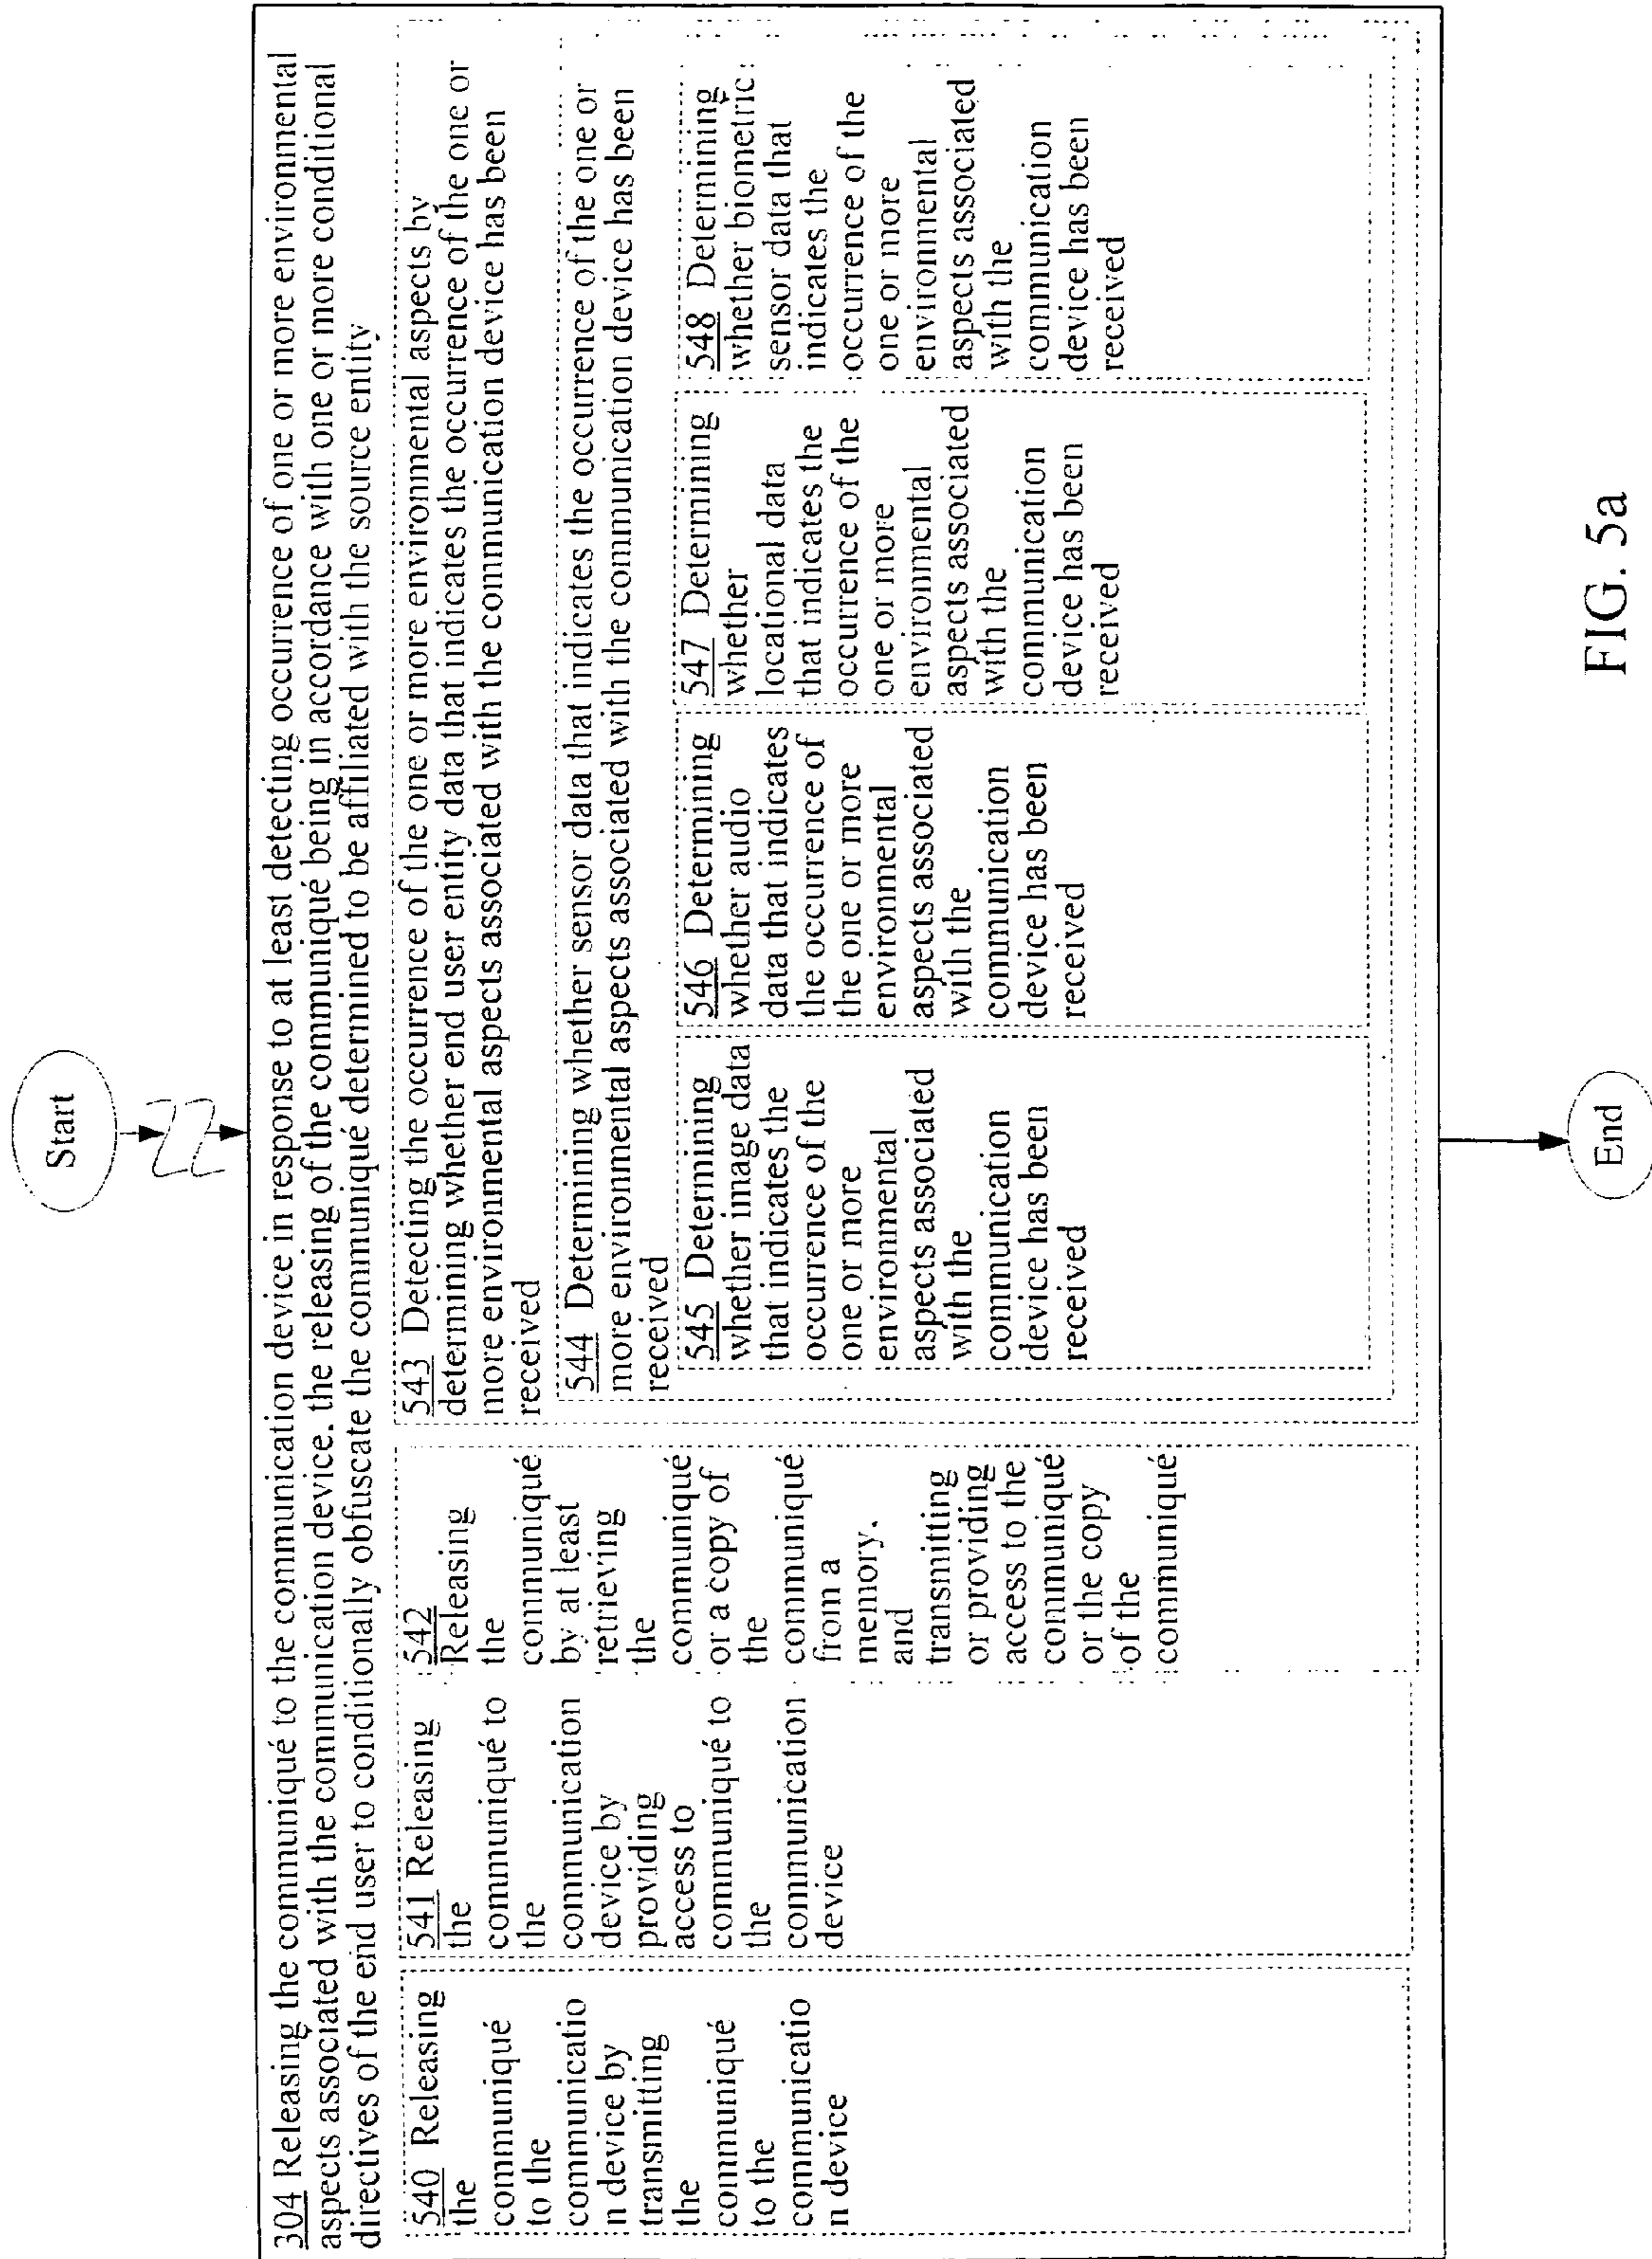 Start
304 Releasing the communiqué to the communication device in response to at least detecting occurrence of one or more environmental
aspects associated with the communication device, the releasing of the communiqué being in accordance with one or more conditional
directives of the end user to conditionally obfuscate the communiqué determined to be affiliated with the source entity
540 Releasing
the
communiqué
to the
communicatio
n device by
transmitting
the
communiqué
to the
communicatio
n device
541 Releasing
the
communiqué to
the
communication
device by
providing
access to
communiqué to
the
communication
device
542
Releasing
the
communiqué
by at least
retrieving
the
communiqué
or a copy of
the
communiqué
from a
memory,
and
transmitting
or providing
access to the
communiqué
or the copy
of the
communiqué
543 Detecting the occurrence of the one or more environmental aspects by
determining whether end user entity data that indicates the occurrence of the one or
more environmental aspects associated with the communication device has been
received
544 Determining whether sensor data that indicates the occurrence of the one or
more environmental aspects associated with the communication device has been
received
545 Determining
whether image data
that indicates the
occurrence of the
one or more
environmental
aspects associated
with the
communication
device has been
received
546 Determining
whether audio
data that indicates
the occurrence of
the one or more
environmental
aspects associated
with the
communication
device has been
received
547 Determining
whether
locational data
that indicates the
occurrence of the
one or more
environmental
aspects associated
with the
communication
device has been
received
548 Determining
whether biometric
sensor data that
indicates the
occurrence of the
one or more
environmental
aspects associated
with the
communication
device has been
received
End
FIG. 5a